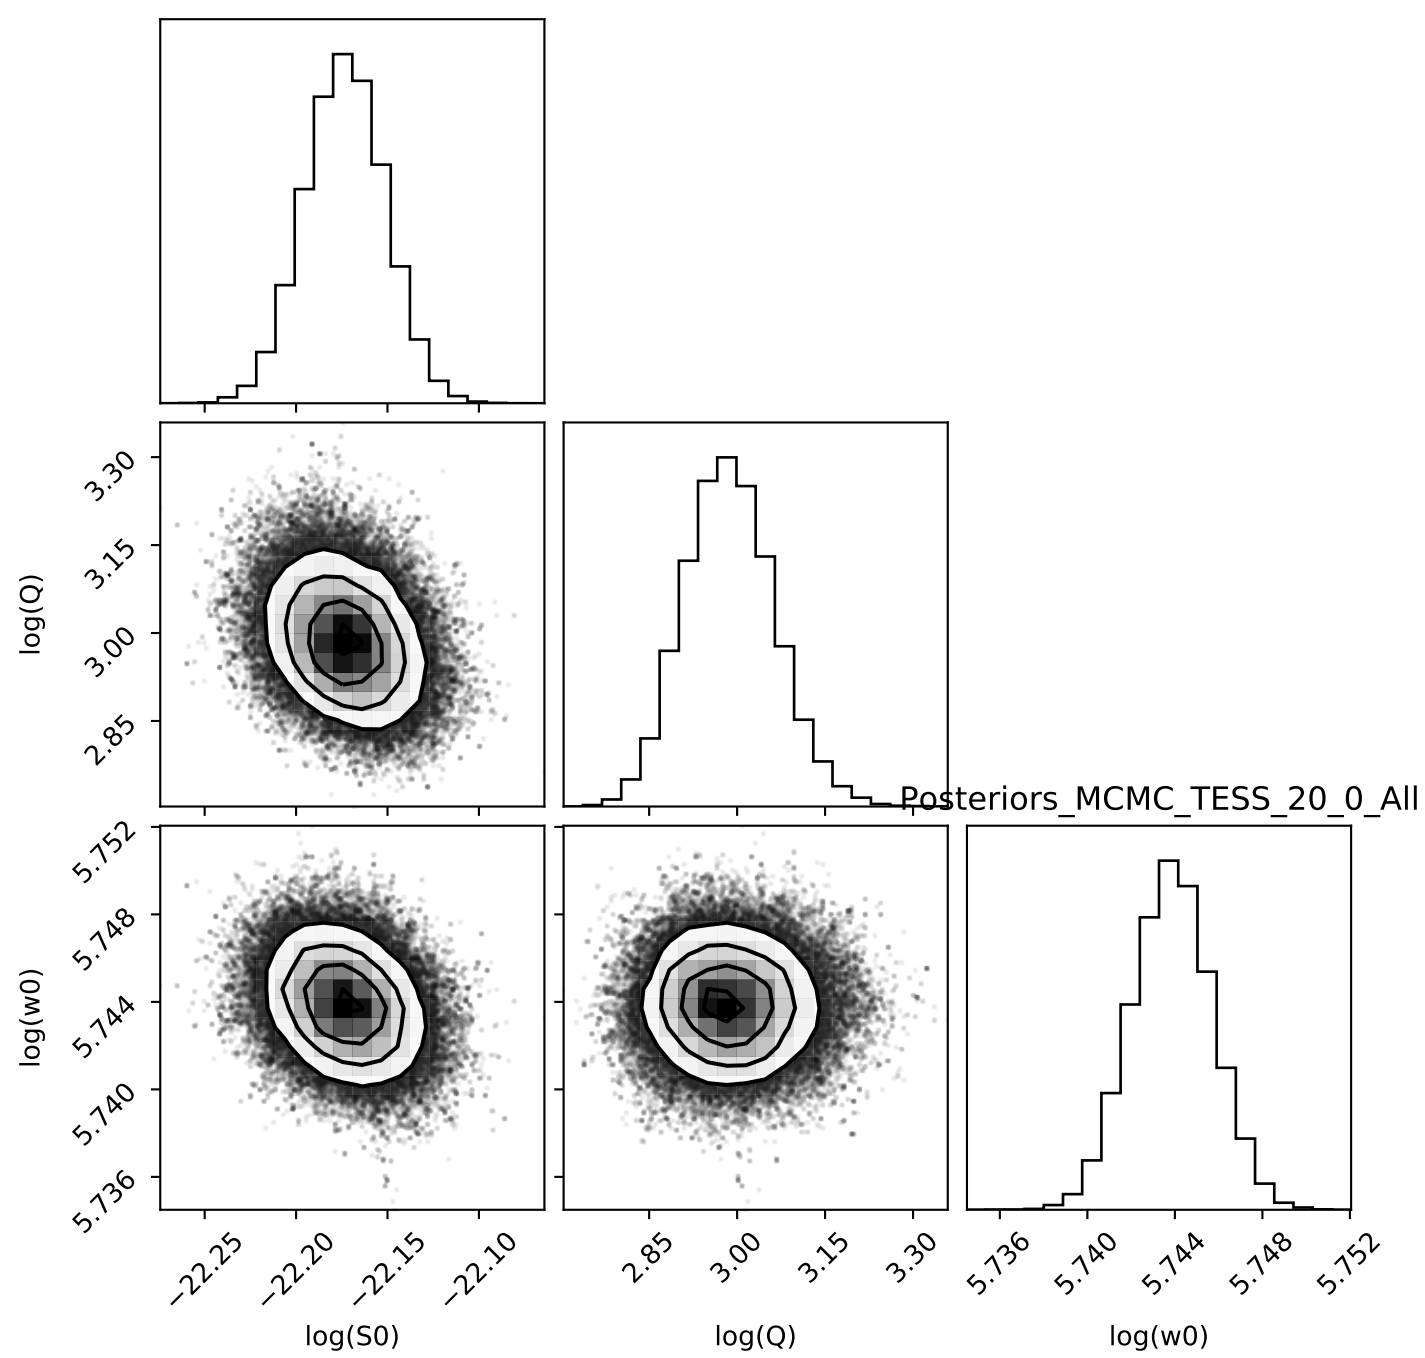 3.30
3.15
3.00
2.85
log(Q)
Posteriors_MCMC_TESS_20_0_All
5.752
5.748
5.744
5.740
5.736
log(w0)
−22.25 −22.20 −22.15 −22.10 2.85 3.00 3.15 3.30 5.736 5.740 5.744 5.748 5.752
log(S0) log(Q) log(w0)